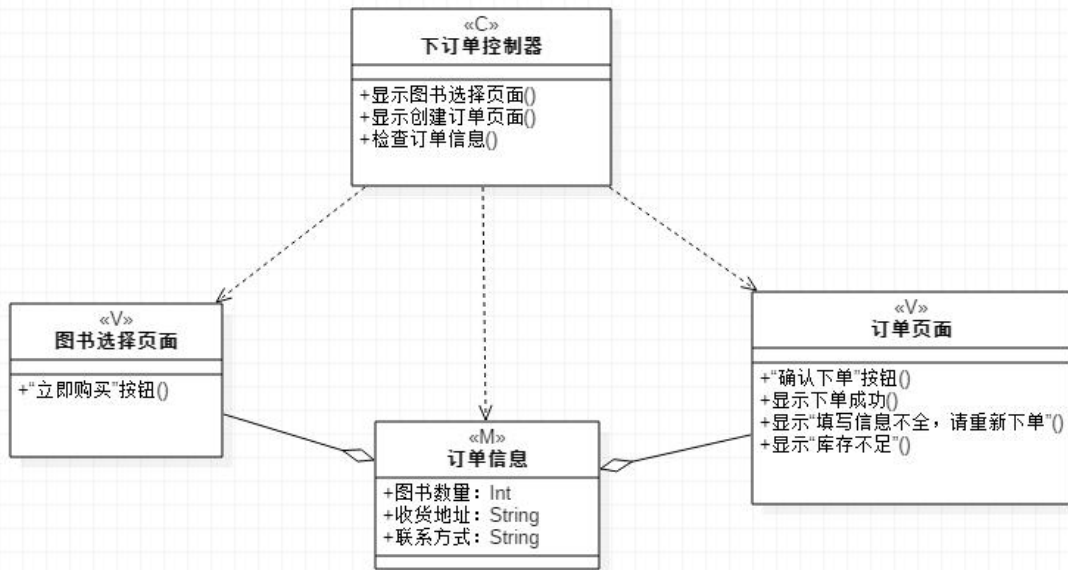 «C»
下订单控制器
+显示图书选择页面()
+显示创建订单页面()
+检查订单信息()
«V»
图书选择页面
+“立即购买”按钮()
«V»
订单页面
+“确认下单”按钮()
+显示下单成功()
+显示“填写信息不全，请重新下单”()
+显示“库存不足”()
«M»
订单信息
+图书数量：Int
+收货地址：String
+联系方式：String